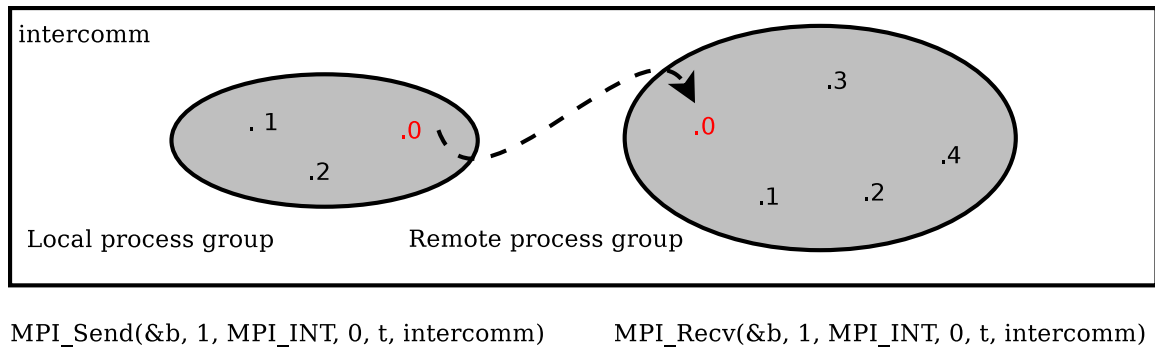 intercomm
.3
. 1
.0
.0
.4
.2
.1
.2
Local process group
Remote process group
MPI_Send(&b, 1, MPI_INT, 0, t, intercomm)
MPI_Recv(&b, 1, MPI_INT, 0, t, intercomm)